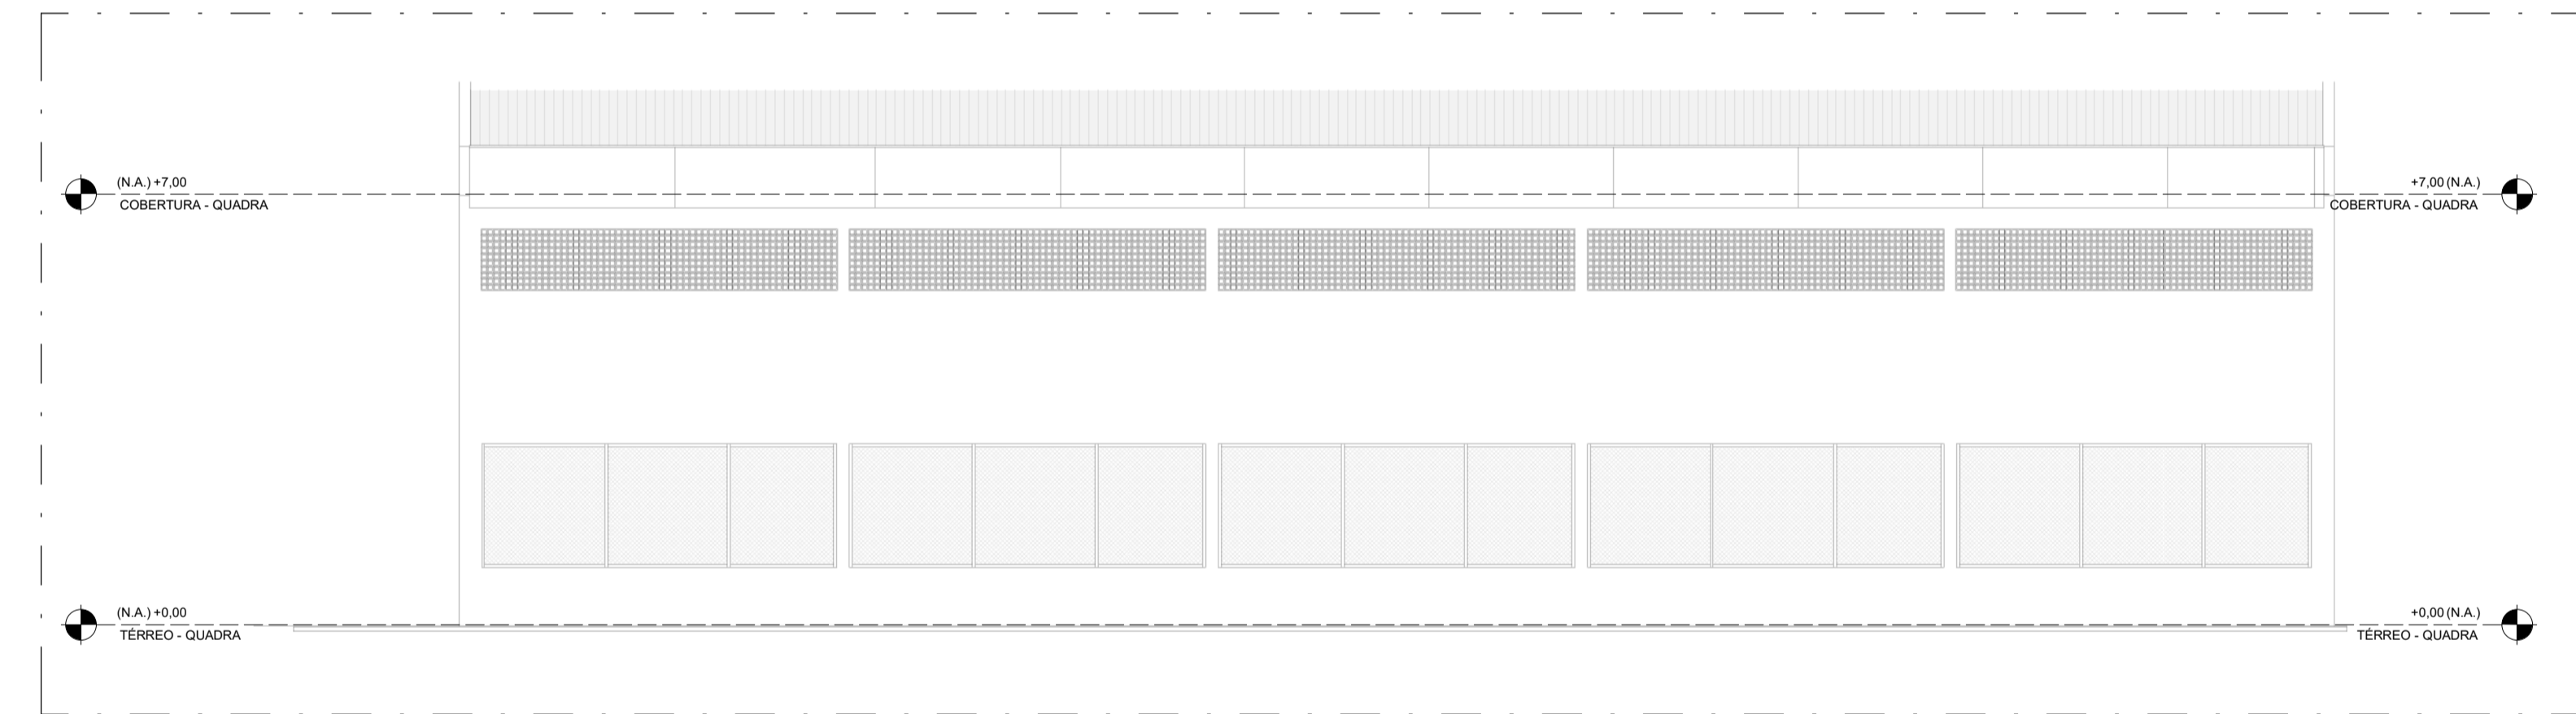 (N.A.) +7,00
COBERTURA - QUADRA
+7,00 (N.A.)
COBERTURA - QUADRA
(N.A.) +0,00
TÉRREO - QUADRA
+0,00 (N.A.)
TÉRREO - QUADRA